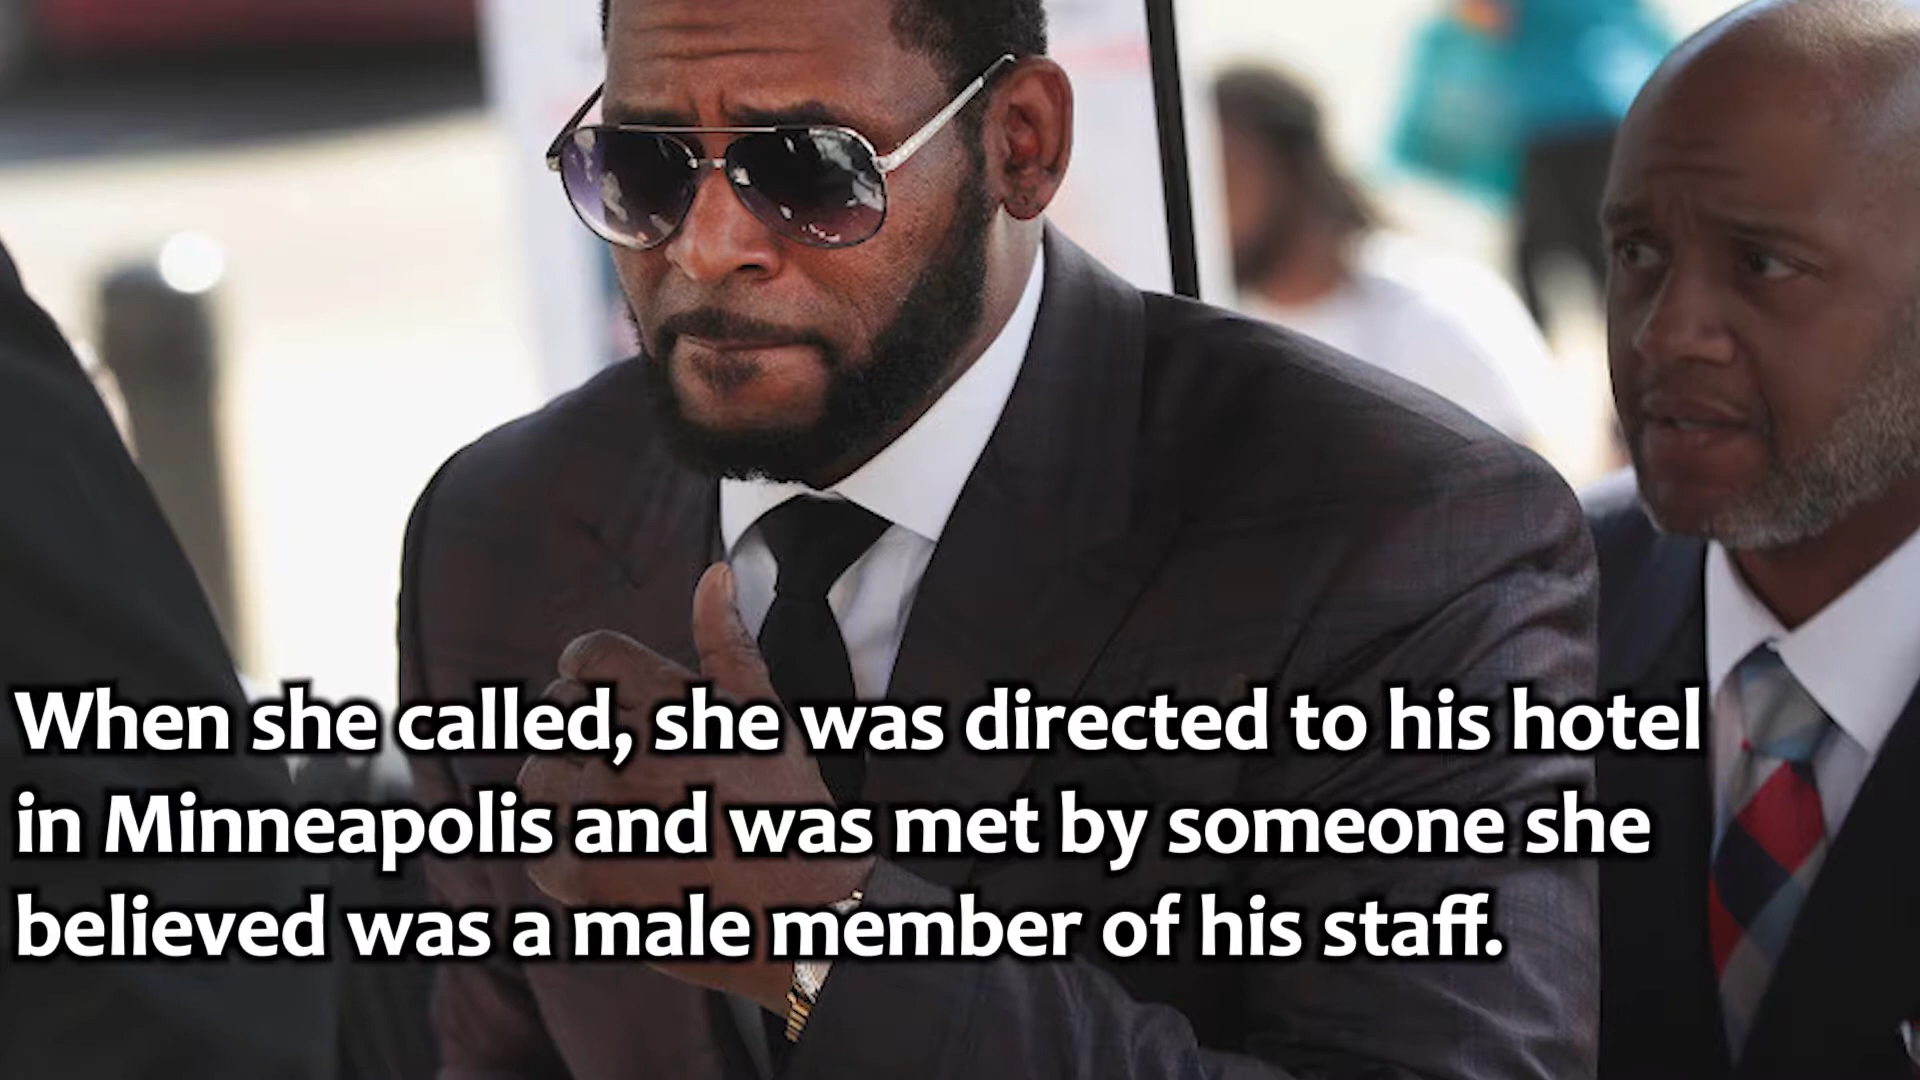 When she called, she was directed to his hotel
in Minneapolis and was met by someone she
believed was a male member of his staff.